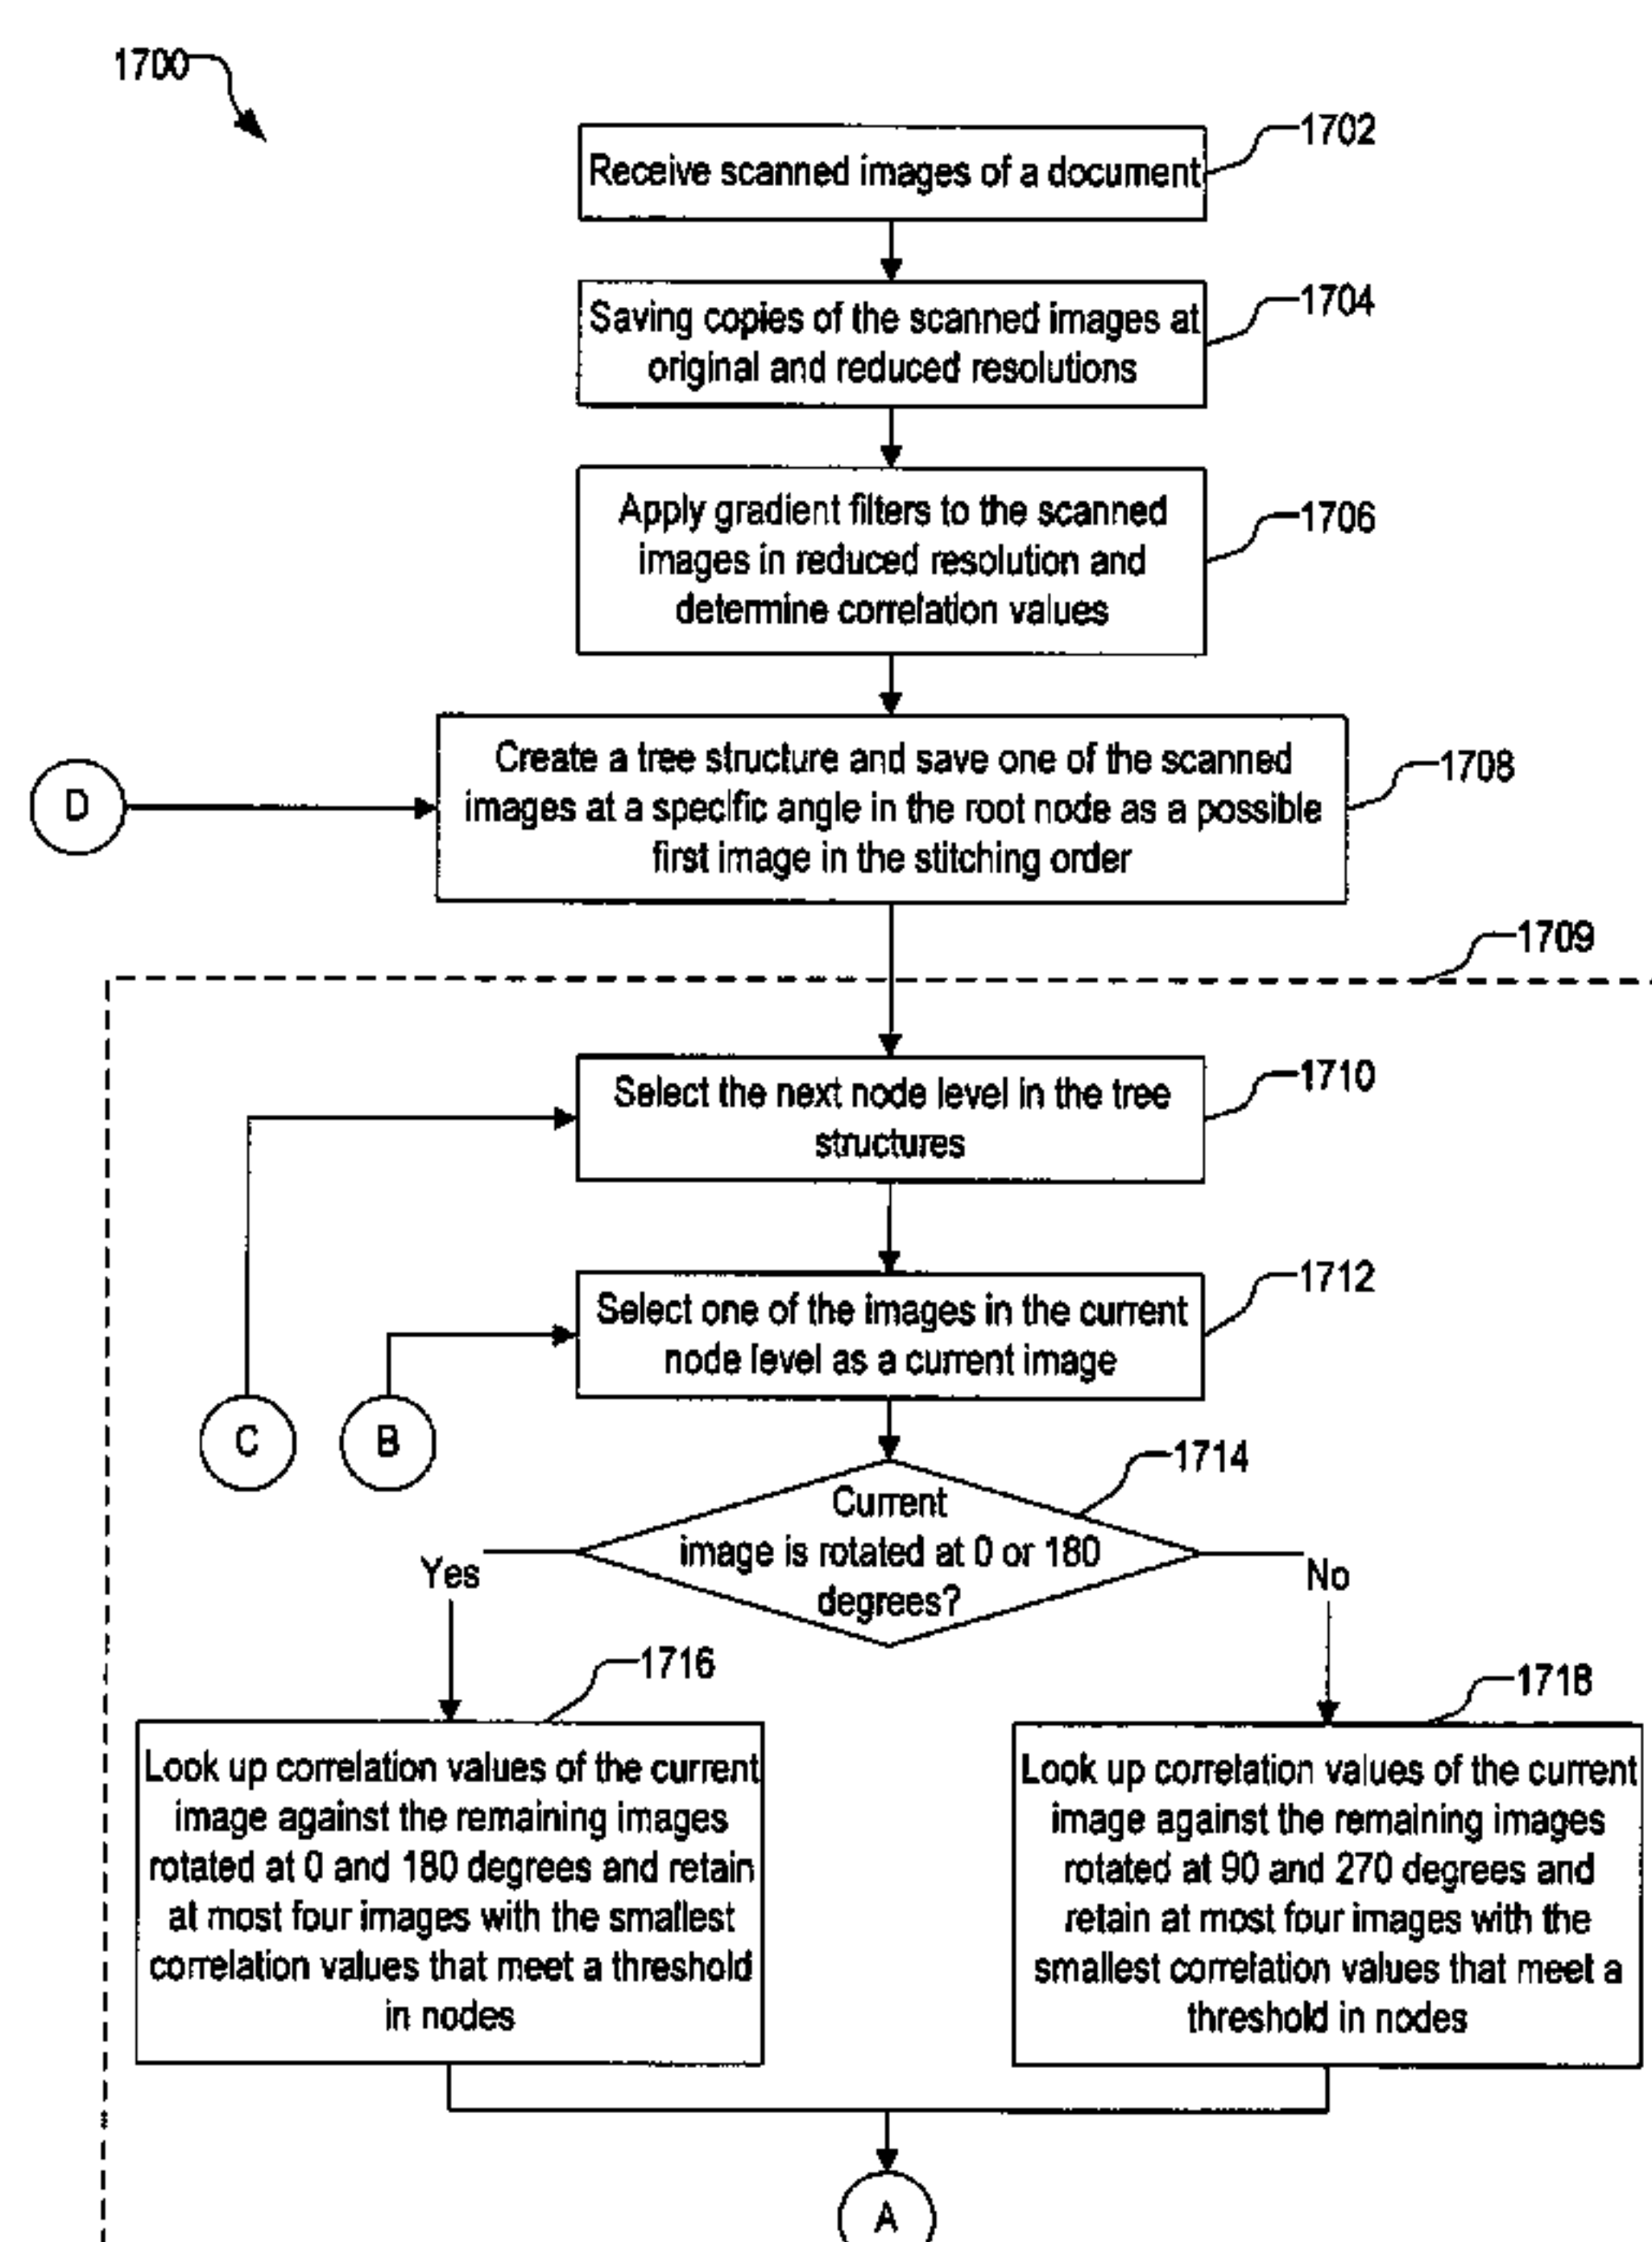 1700
1702
Receive scanned images of a document
1704
Saving copies of the scanned images at
original and reduced resolutions
1706
Apply gradient filters to the scanned
images in reduced resolution and
determine correlation values
1708
Create a tree structure and save one of the scanned
images at a specific angle in the root node as a possible
first image in the stitching order
D
1709
1710
Select the next node level in the tree
structures
1712
Select one of the images in the current
node level as a current image
C
B
1714
Current
image is rotated at 0 or 180
degrees?
Yes
No
1716
Look up correlation values of the current
image against the remaining images
rotated at 0 and 180 degrees and retain
at most four images with the smallest
correlation values that meet a threshold
in nodes
1718
Look up correlation values of the current
image against the remaining images
rotated at 90 and 270 degrees and
retain at most four images with the
smallest correlation values that meet a
threshold in nodes
A